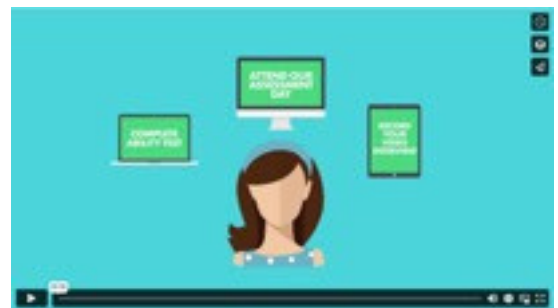 ATTEND OUR
ASSESSMENT
DAY
COMPLETE
ABILITY TEST
RECORD
YOUR
VIDEO
INTERVIEW